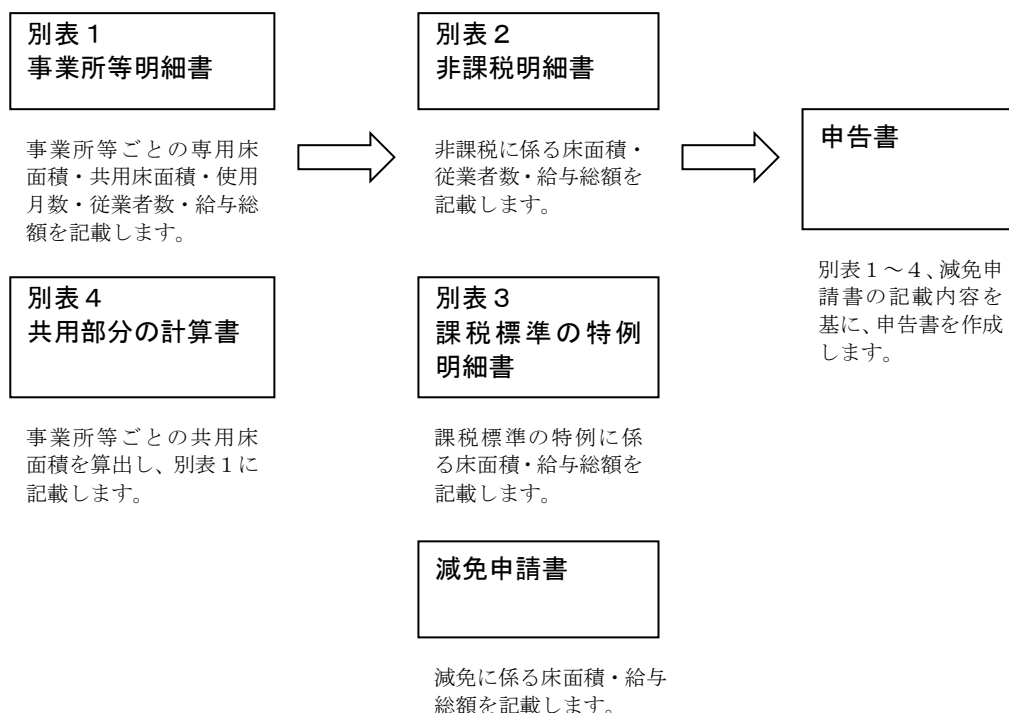 別表１
事業所等明細書
事業所等ごとの専用床
面積・共用床面積・使用
月数・従業者数・給与総
額を記載します。
別表４
共用部分の計算書
事業所等ごとの共用床
面積を算出し、別表１に
記載します。
別表２
非課税明細書
非課税に係る床面積・
従業者数・給与総額を
記載します。
別表３
課税標準の特例
明細書
課税標準の特例に係
る床面積・給与総額を
記載します。
減免申請書
減免に係る床面積・給与
総額を記載します。
申告書
別表１～４、減免申
請書の記載内容を
基に、申告書を作成
します。